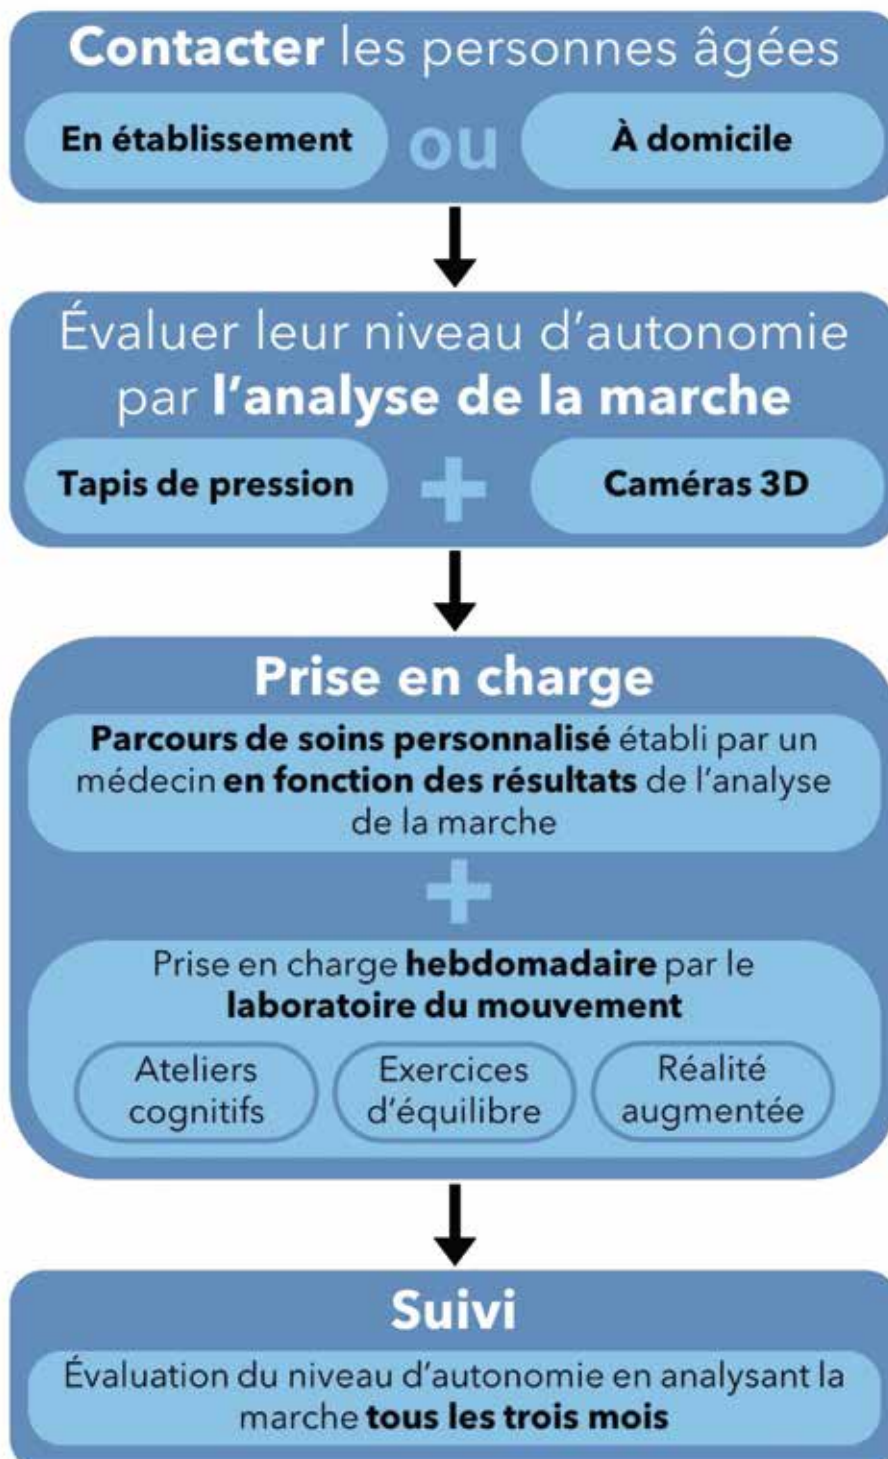 Contacter les personnes âgées
En établissement ou À domicile
Évaluer leur niveau d'autonomie
par l'analyse de la marche
Tapis de pression + Caméras 3D
Prise en charge
Parcours de soins personnalisé établi par un
médecin en fonction des résultats de l'analyse
de la marche
+
Prise en charge hebdomadaire par le
laboratoire du mouvement
Ateliers
cognitifs
Exercices
d'équilibre
Réalité
augmentée
Suivi
Évaluation du niveau d'autonomie en analysant la
marche tous les trois mois